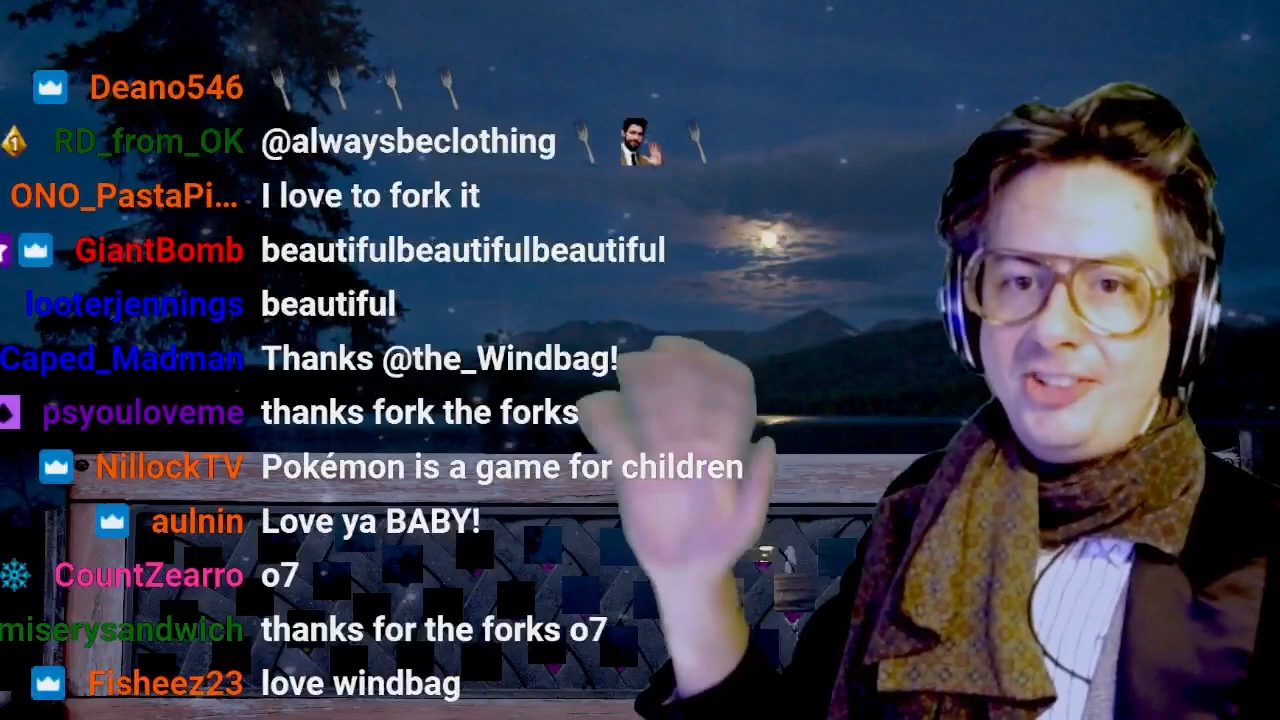 Deano546
RD_from_OK @alwaysbeclothing
ONO_PastaPi... I love to fork it
GiantBomb beautifulbeautifulbeautiful
looterjennings beautiful
Caped_Madman Thanks @the_Windbag!
psyouloveme thanks fork the forks
NillockTV Pokémon is a game for children
aulnin Love ya BABY!
CountZearro o7
miserysandwich thanks for the forks o7
Fisheez23 love windbag